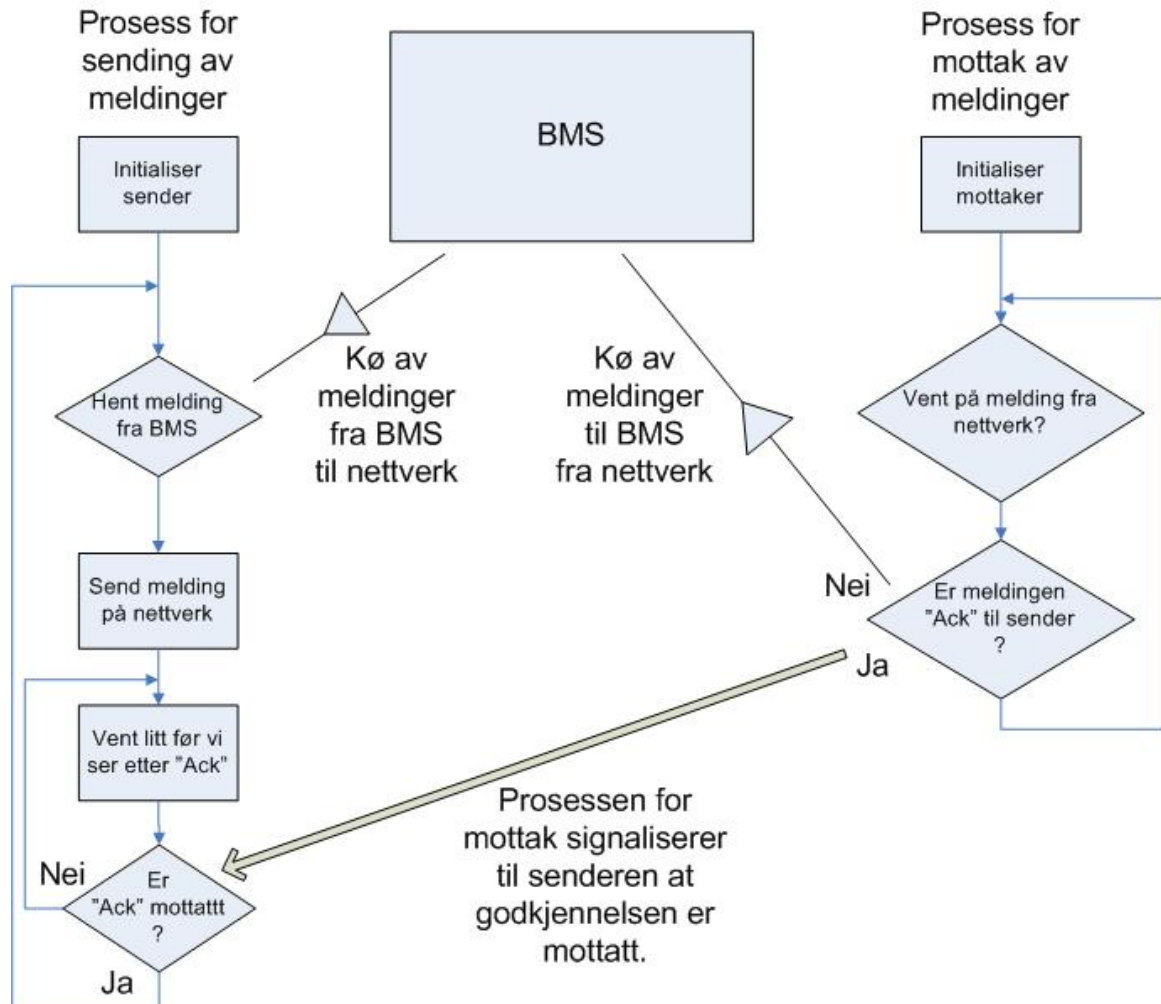 Prosess for
sending av
meldinger
Initialiser
sender
Hent melding
fra BMS
Send melding
på nettverk
Vent litt før vi
ser etter "Ack"
Er
"Ack" mottattt
?
Nei
Ja
BMS
Kø av
meldinger
fra BMS
til nettverk
Kø av
meldinger
til BMS
fra nettverk
Prosess for
mottak av
meldinger
Initialiser
mottaker
Vent på melding fra
nettverk?
Er meldingen
"Ack" til sender
?
Nei
Ja
Prosessen for
mottak signaliserer
til senderen at
godkjennelsen er
mottatt.